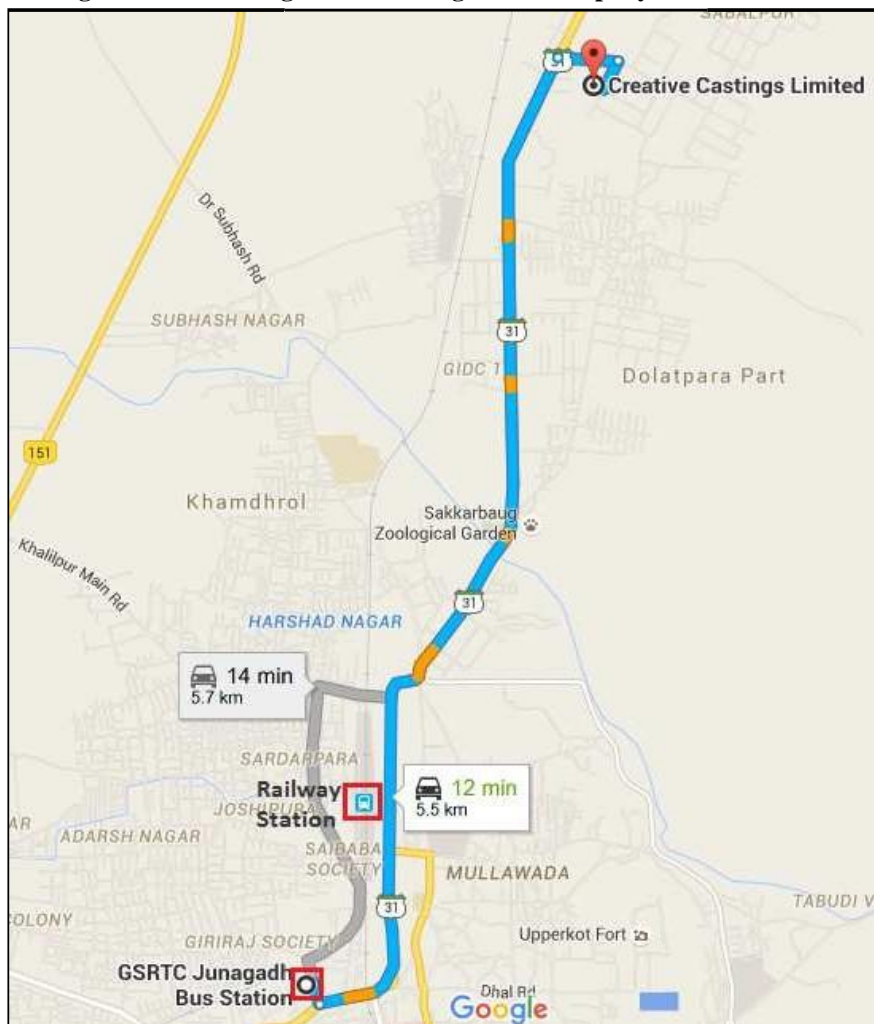 SABALPUR
Creative Castings Limited
Dr Subhash Rd
SUBHASH NAGAR
31
GIDC 1
Dolatpara Part
151
Khamdhrol
Sakkarbaug
Zoological Garden
Khalilpur Main Rd
31
HARSHAD NAGAR
14 min
5.7 km
SARDARPARA
Railway
Station
JOSHIPURA
12 min
5.5 km
ADARSH NAGAR
AR
SAIBABA
SOCIETY
MULLAWADA
31
TABUDI V
COLONY
GIRIRAJ SOCIETY
Upperkot Fort
GSRTC Junagadh
Bus Station
Dhal Rd
Google